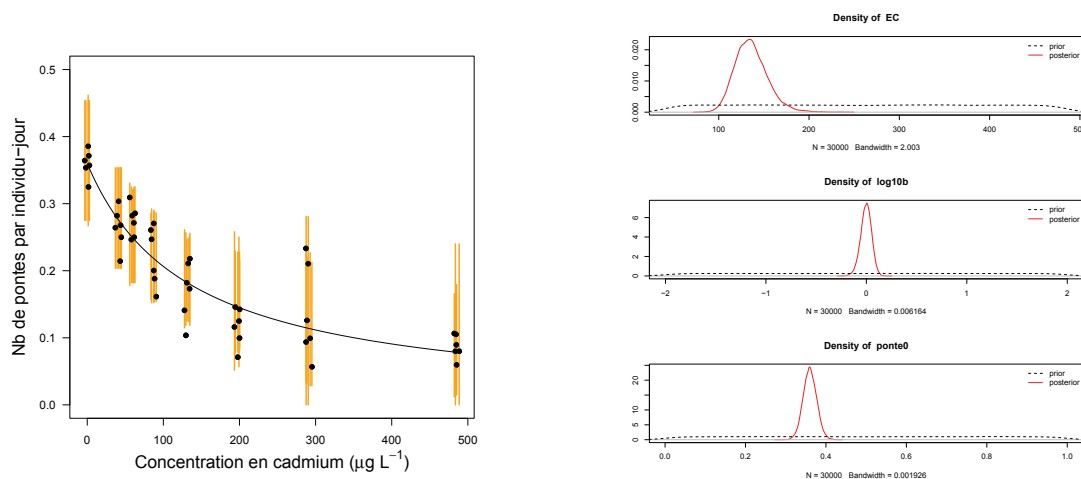 Nb de pontes par individu-jour
0.5
0.4
0.3
0.2
0.1
0.0
0 100 200 300 400 500
Concentration en cadmium (μg L⁻¹)
Density of EC
0.020
0.010
0.000
prior
posterior
100 200 300 400 50
N = 30000 Bandwidth = 2.003
Density of log10b
6
4
2
0
prior
posterior
−2 −1 0 1 2
N = 30000 Bandwidth = 0.006164
Density of ponte0
20
10
5
0
prior
posterior
0.0 0.2 0.4 0.6 0.8 1.0
N = 30000 Bandwidth = 0.001926